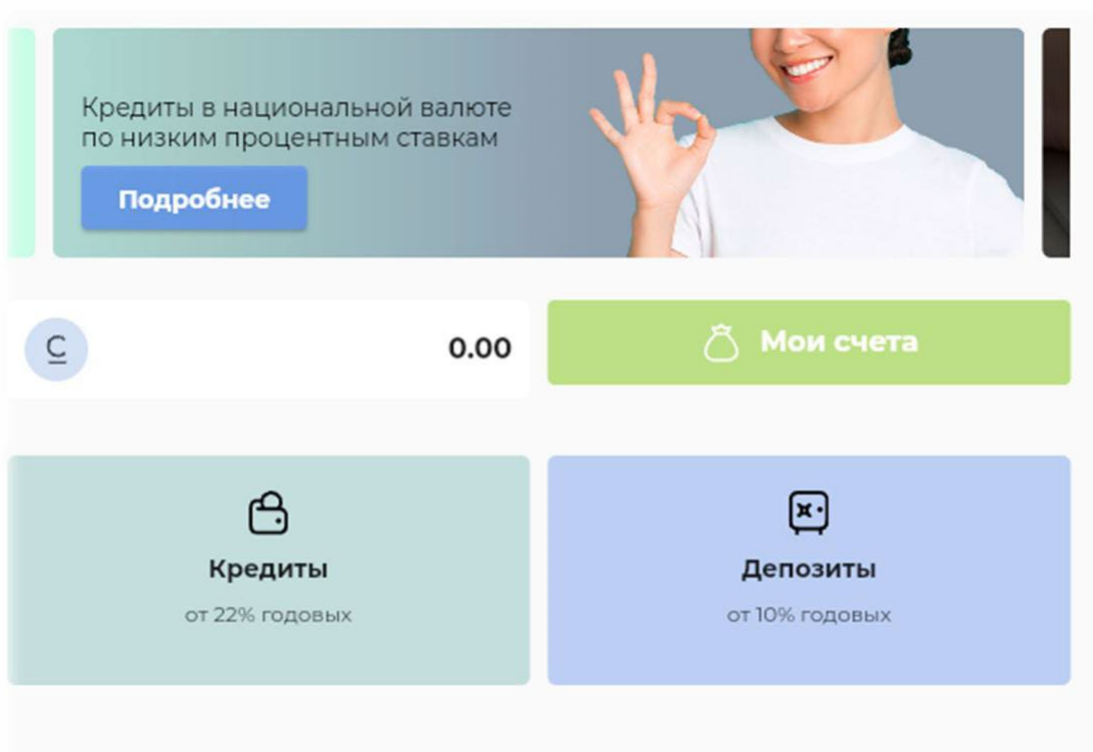 Кредиты в национальной валюте
по низким процентным ставкам
Подробнее
С 0.00
Мои счета
Кредиты
от 22% годовых
Депозиты
от 10% годовых